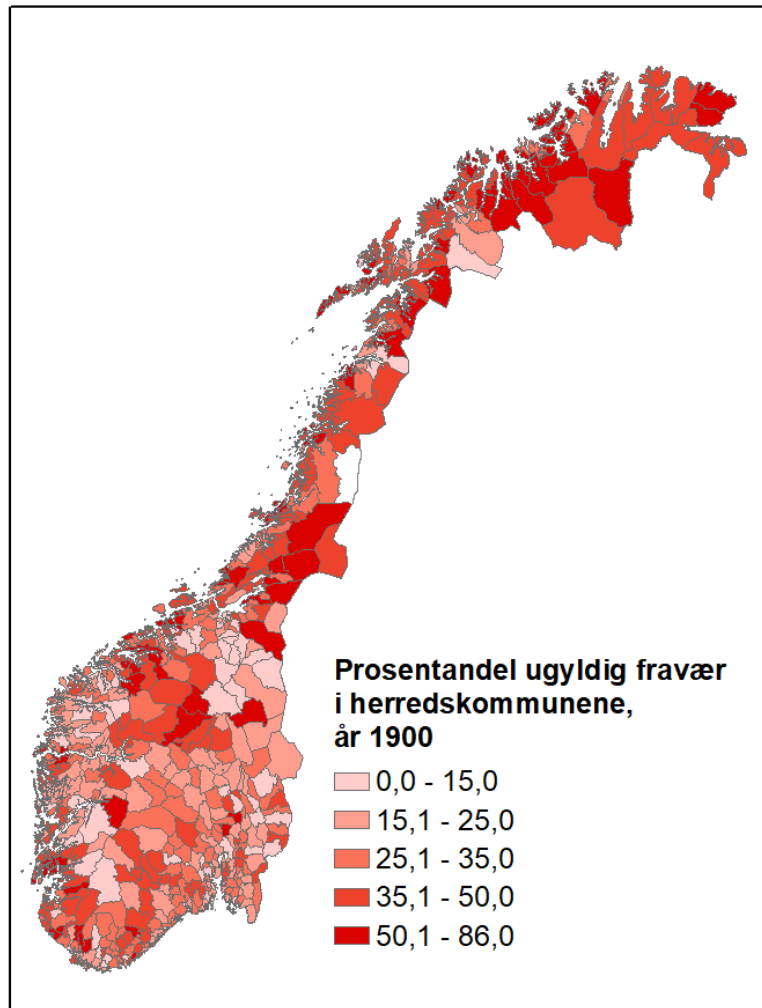 Prosentandel ugyldig fravær
i herredskommunene,
år 1900
0,0 - 15,0
15,1 - 25,0
25,1 - 35,0
35,1 - 50,0
50,1 - 86,0